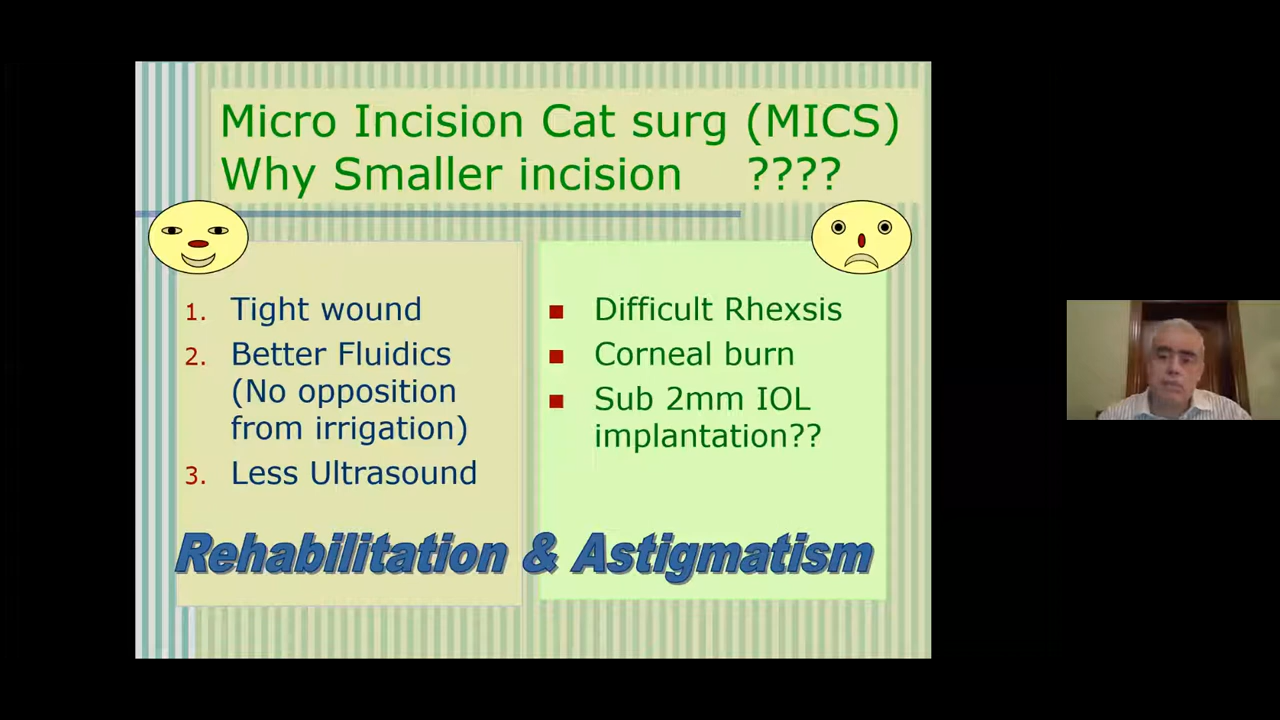 Micro Incision Cat surg (MICS)
Why Smaller incision ????
1. Tight wound
2. Better Fluidics
(No opposition
from irrigation)
3. Less Ultrasound
Difficult Rhexsis
Corneal burn
Sub 2mm IOL
implantation??
Rehabilitation & Astigmatism